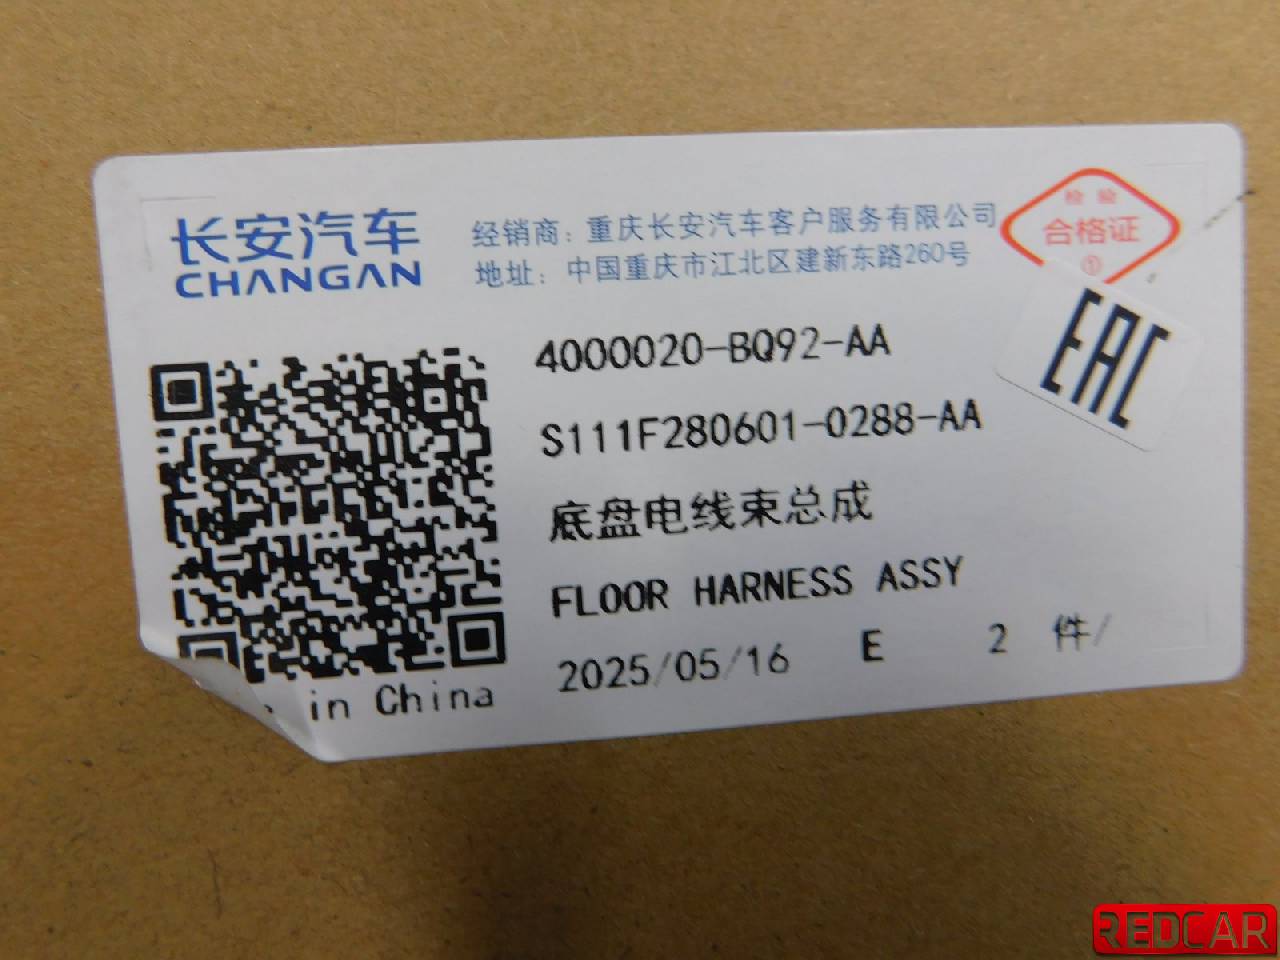 长安汽车
CHANGAN
经销商：重庆长安汽车客户服务有限公司
地址：中国重庆市江北区建新东路260号
检验
合格证
①
EAC
4000020-BQ92-AA
S111F280601-0288-AA
底盘电线束总成
FLOOR HARNESS ASSY
2025/05/16 E 2 件/
in China
REDCAR